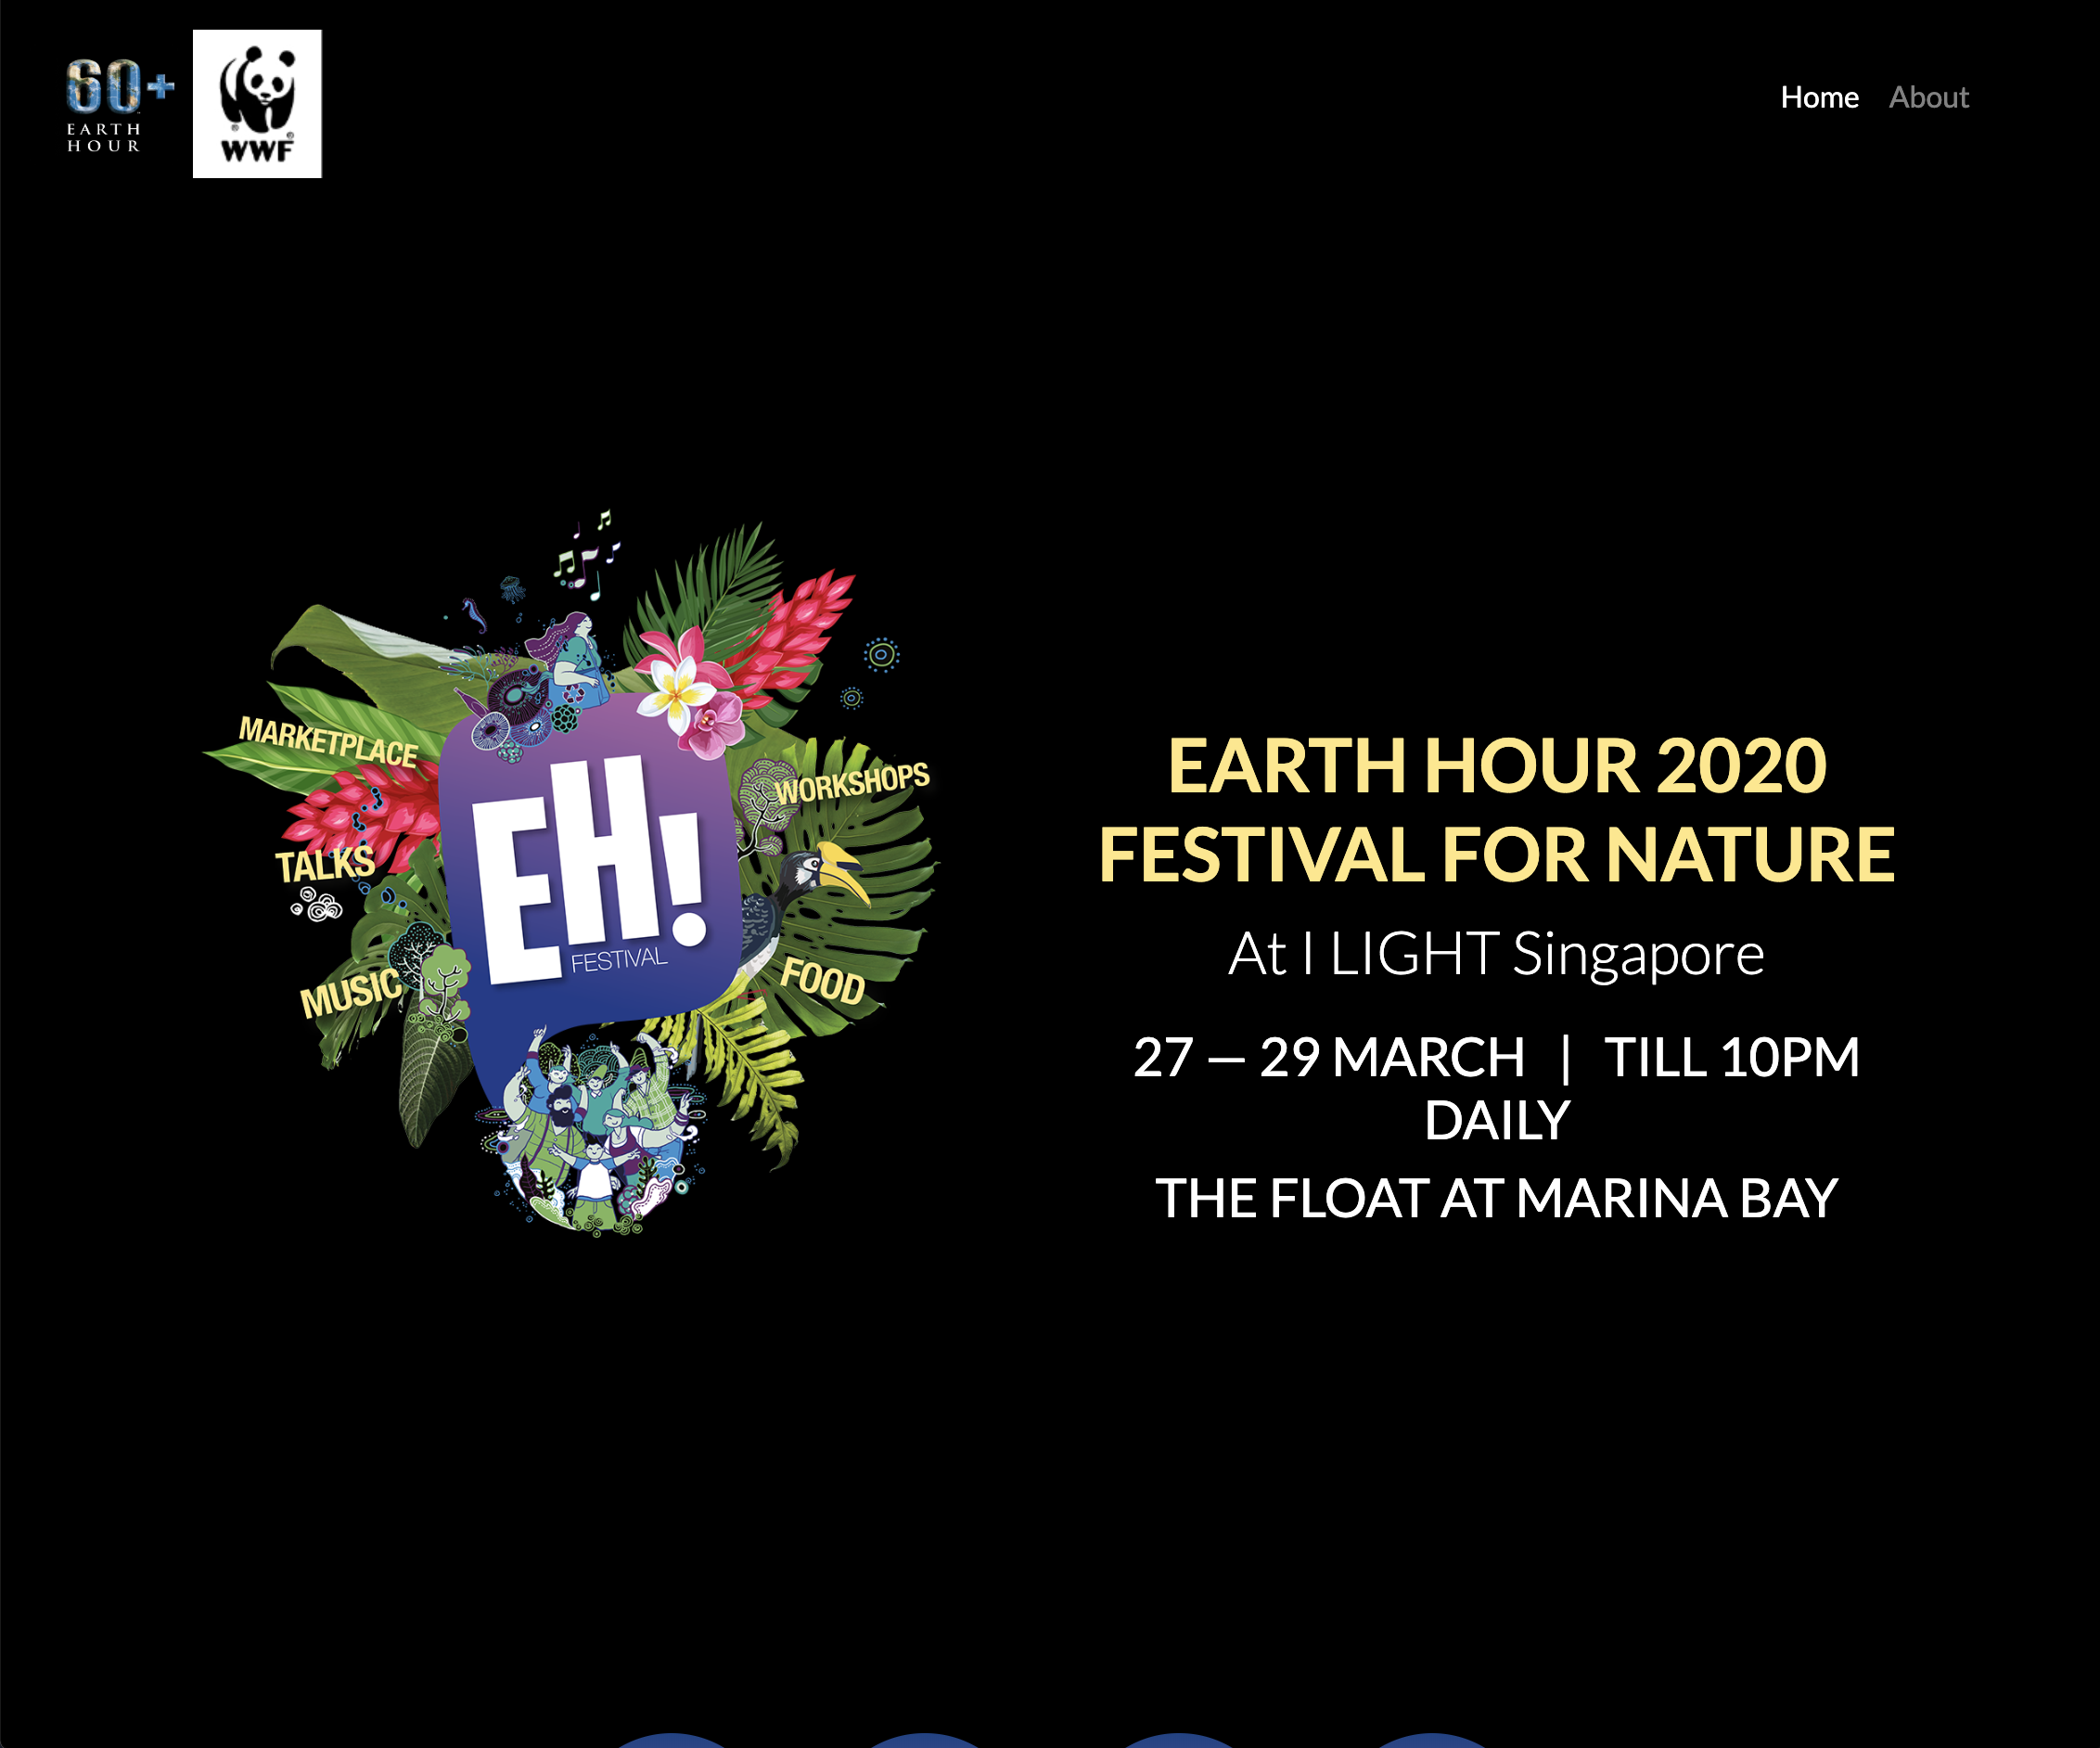 60+
EARTH
HOUR
WWF
Home
About
MARKETPLACE
WORKSHOPS
TALKS
EH!
FESTIVAL
MUSIC
FOOD
EARTH HOUR 2020
FESTIVAL FOR NATURE
At I LIGHT Singapore
27 — 29 MARCH | TILL 10PM
DAILY
THE FLOAT AT MARINA BAY